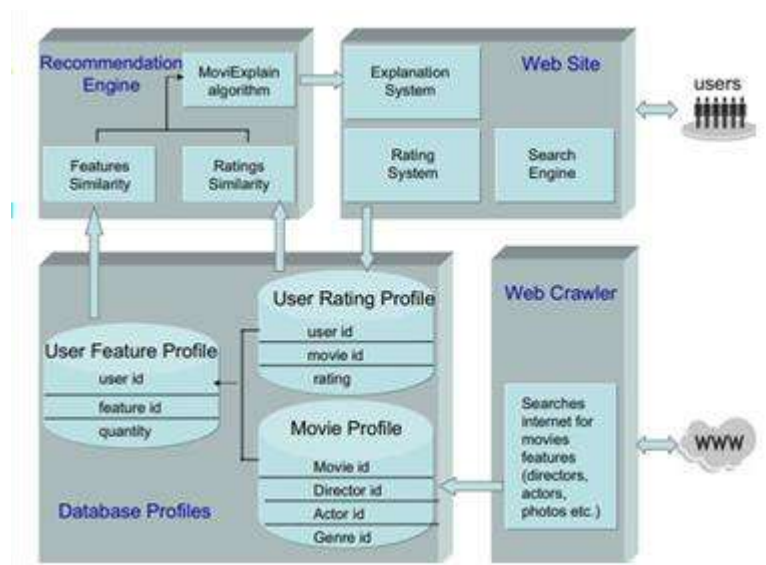 Recommendation
Engine
MoviExplain
algorithm
Features
Similarity
Ratings
Similarity
Explanation
System
Web Site
Rating
System
Search
Engine
users
User Rating Profile
user id
movie id
rating
User Feature Profile
user id
feature id
quantity
Movie Profile
Movie id
Director id
Actor id
Genre id
Database Profiles
Web Crawler
Searches
internet for
movies
features
(directors,
actors,
photos etc.)
WWW